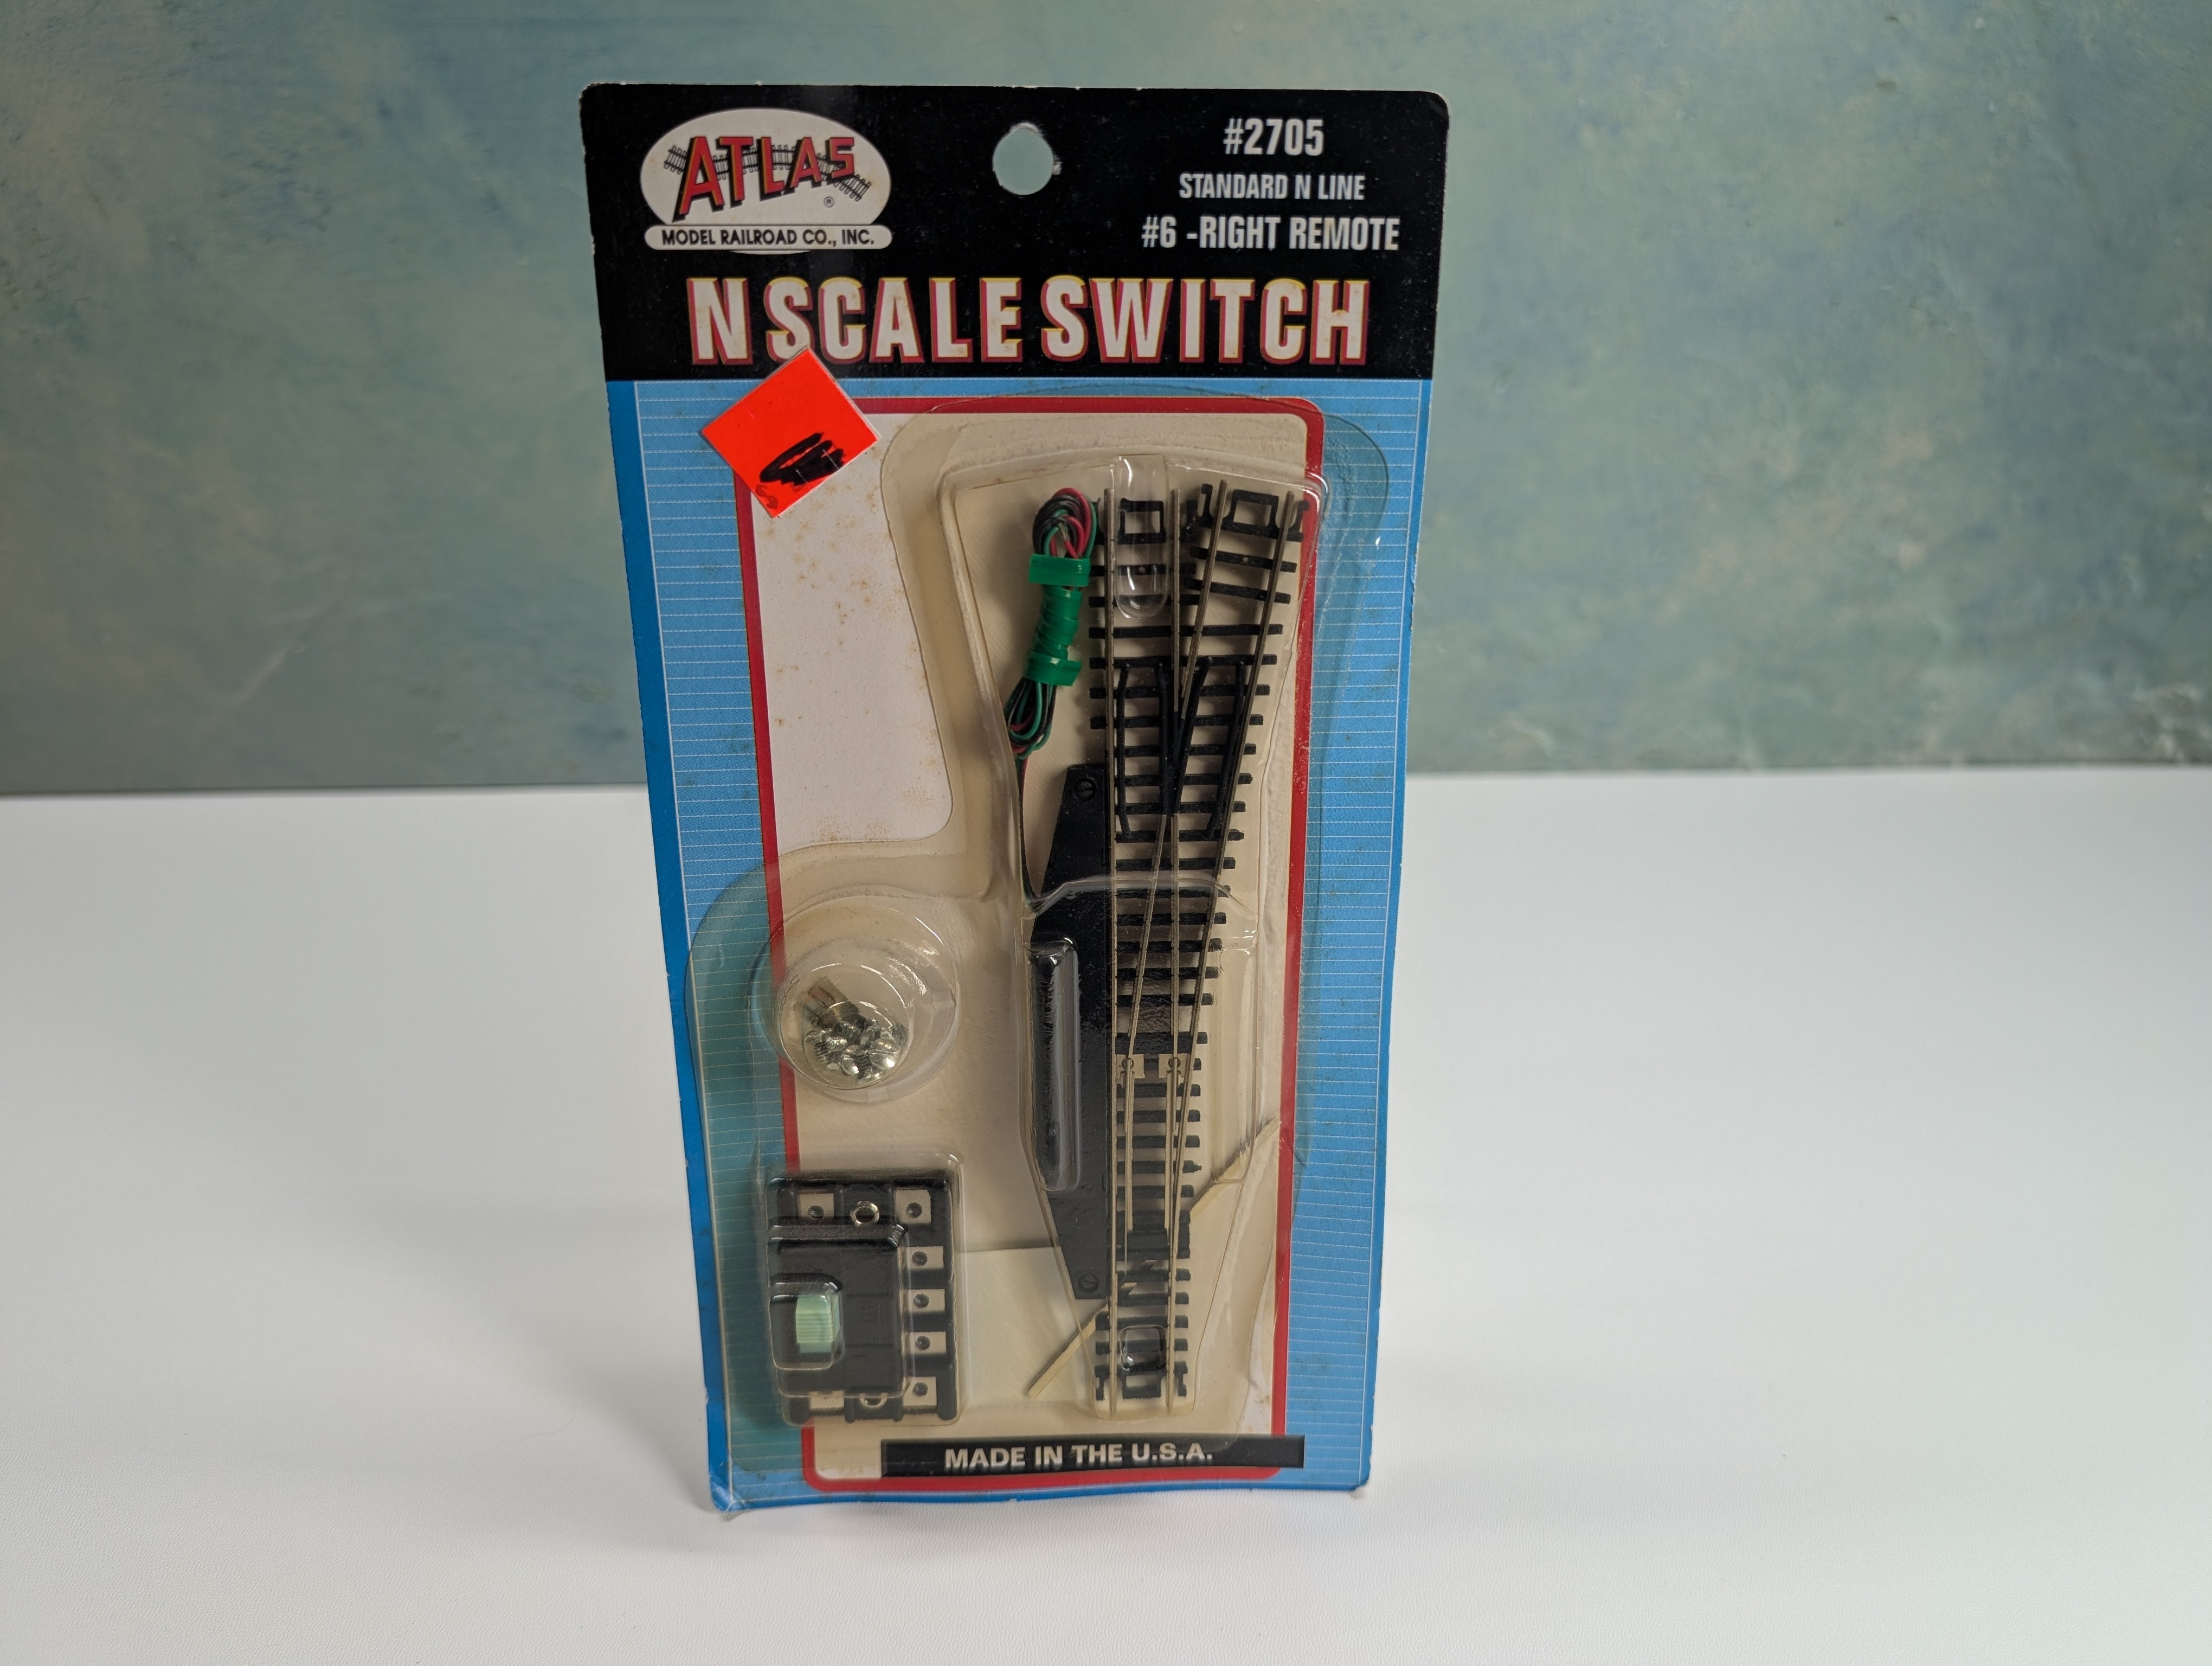 ATLAS
®
MODEL RAILROAD CO., INC.
#2705
STANDARD N LINE
#6 -RIGHT REMOTE
N SCALE SWITCH
MADE IN THE U.S.A.